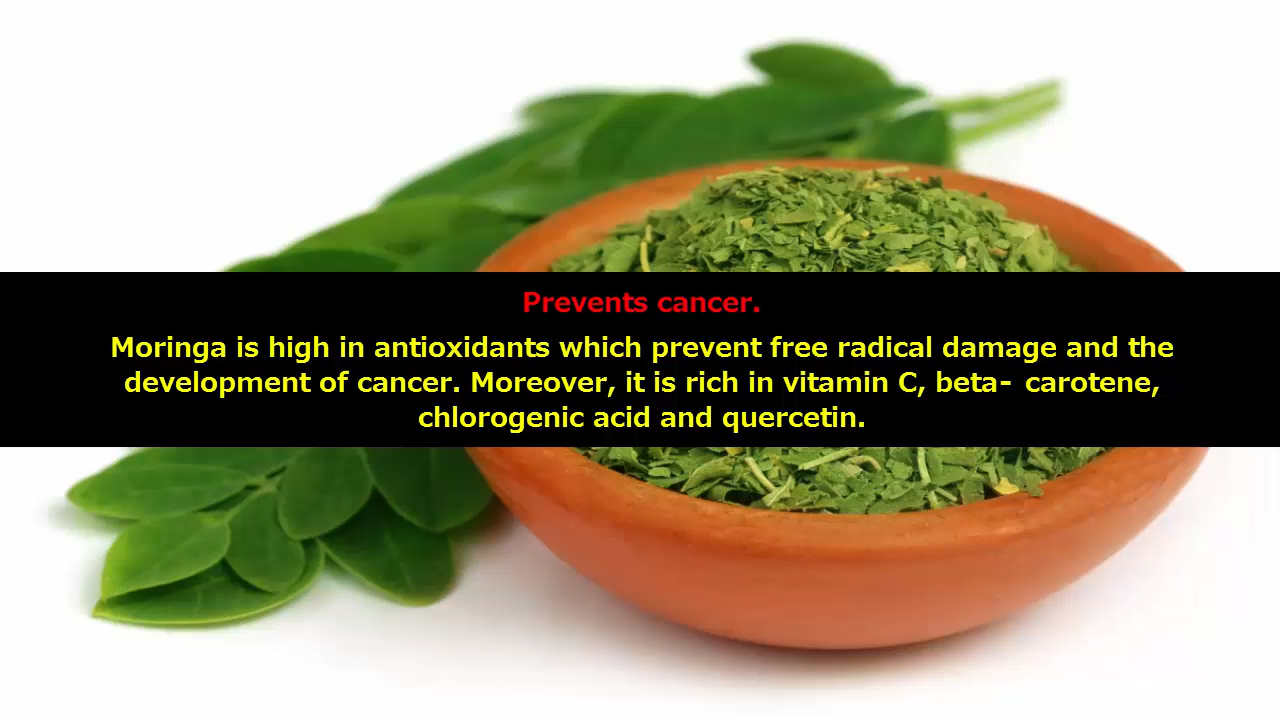 Prevents cancer.
Moringa is high in antioxidants which prevent free radical damage and the
development of cancer. Moreover, it is rich in vitamin C, beta- carotene,
chlorogenic acid and quercetin.